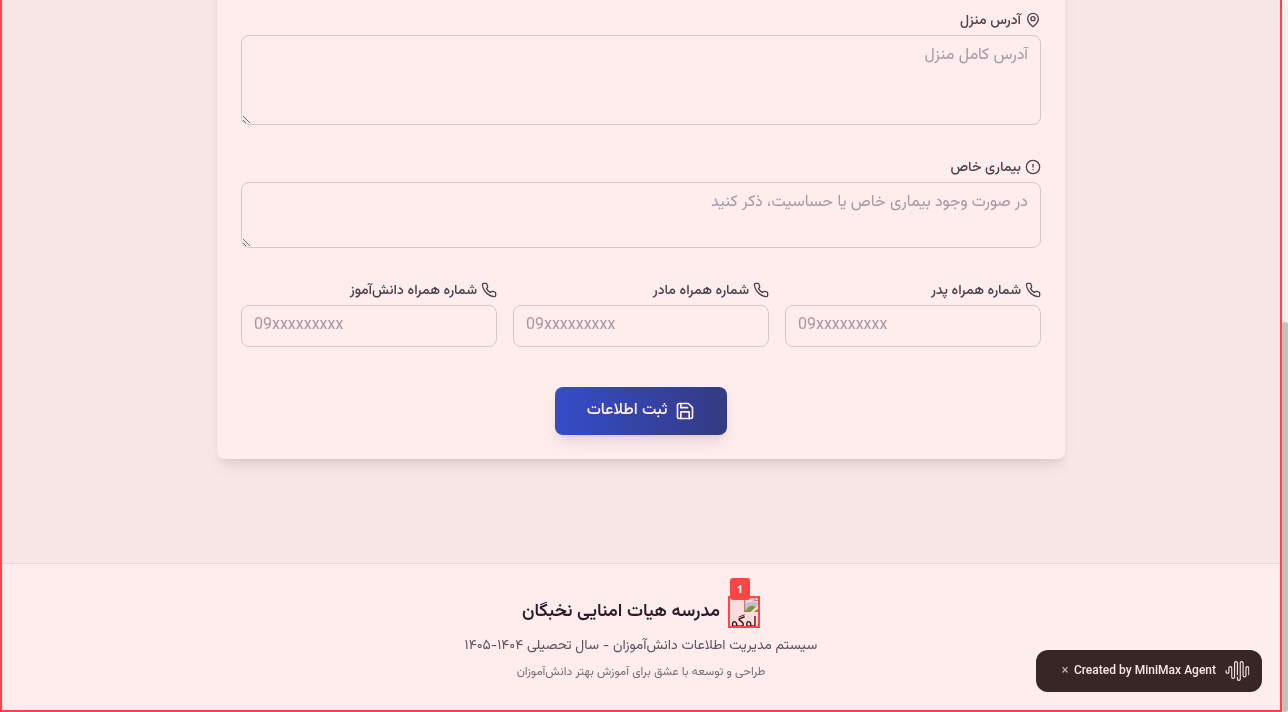 آدرس منزل
آدرس کامل منزل
بیماری خاص
در صورت وجود بیماری خاص یا حساسیت، ذکر کنید
شماره همراه پدر
شماره همراه مادر
شماره همراه دانش‌آموز
09xxxxxxxxx
09xxxxxxxxx
09xxxxxxxxx
ثبت اطلاعات
1
لوگو
مدرسه هیات امنایی نخبگان
سیستم مدیریت اطلاعات دانش‌آموزان - سال تحصیلی ۱۴۰۴-۱۴۰۵
طراحی و توسعه با عشق برای آموزش بهتر دانش‌آموزان
Created by MiniMax Agent ×